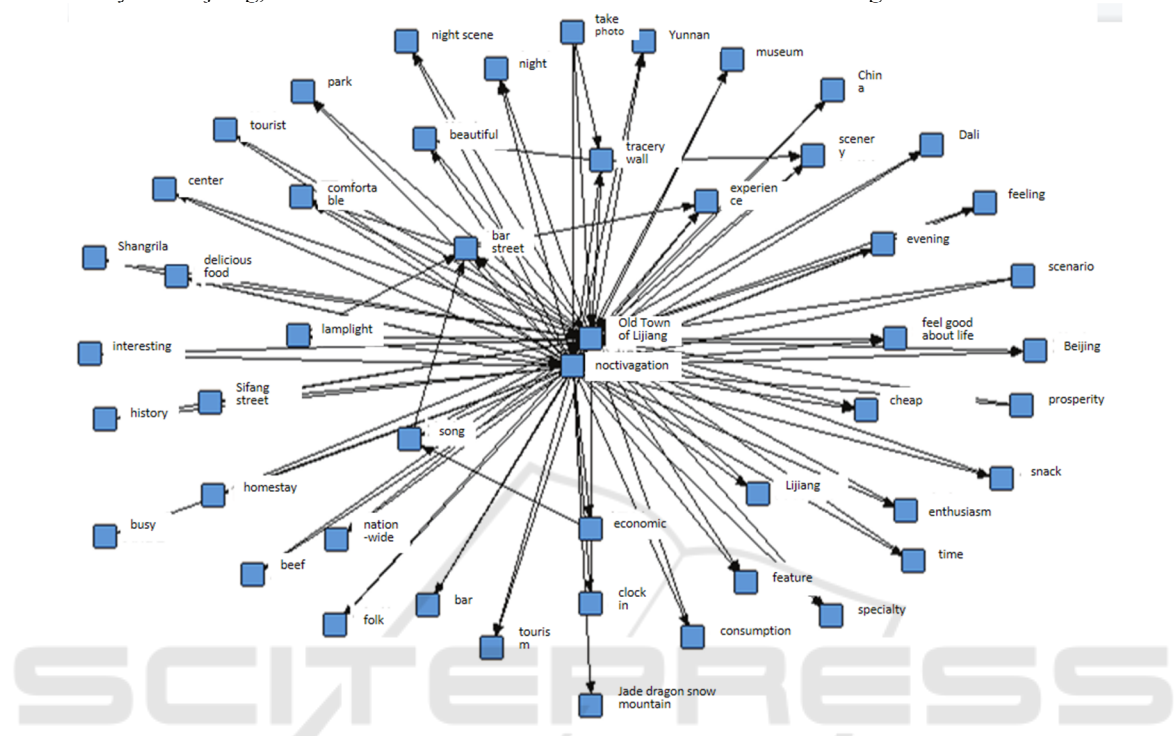 take
photo
night scene
Yunnan
museum
night
park
Chin
a
tourist
beautiful
tracery
wall
scener
y
Dali
center
comforta
ble
experien
ce
feeling
bar
street
evening
Shangrila
delicious
food
scenario
lamplight
Old Town
of Lijiang
feel good
about life
interesting
noctivagation
Beijing
Sifang
street
cheap
prosperity
history
song
snack
homestay
Lijiang
enthusiasm
busy
nation
-wide
economic
time
beef
feature
clock
in
bar
specialty
folk
touris
m
consumption
Jade dragon snow
mountain
SCITEPRESS